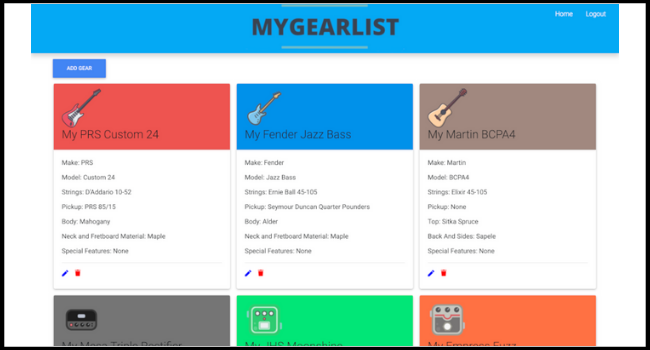 MYGEARLIST
Home Logout
ADD GEAR
My PRS Custom 24
Make: PRS
Model: Custom 24
Strings: D'Addario 10-52
Pickup: PRS 85/15
Body: Mahogany
Neck and Fretboard Material: Maple
Special Features: None
My Fender Jazz Bass
Make: Fender
Model: Jazz Bass
Strings: Ernie Ball 45-105
Pickup: Seymour Duncan Quarter Pounders
Body: Alder
Neck and Fretboard Material: Maple
Special Features: None
My Martin BCPA4
Make: Martin
Model: BCPA4
Strings: Elixir 45-105
Pickup: None
Top: Sitka Spruce
Back And Sides: Sapele
Special Features: None
My Mesa Triple Rectifier
My JHS Moonshine
My Empress Fuzz